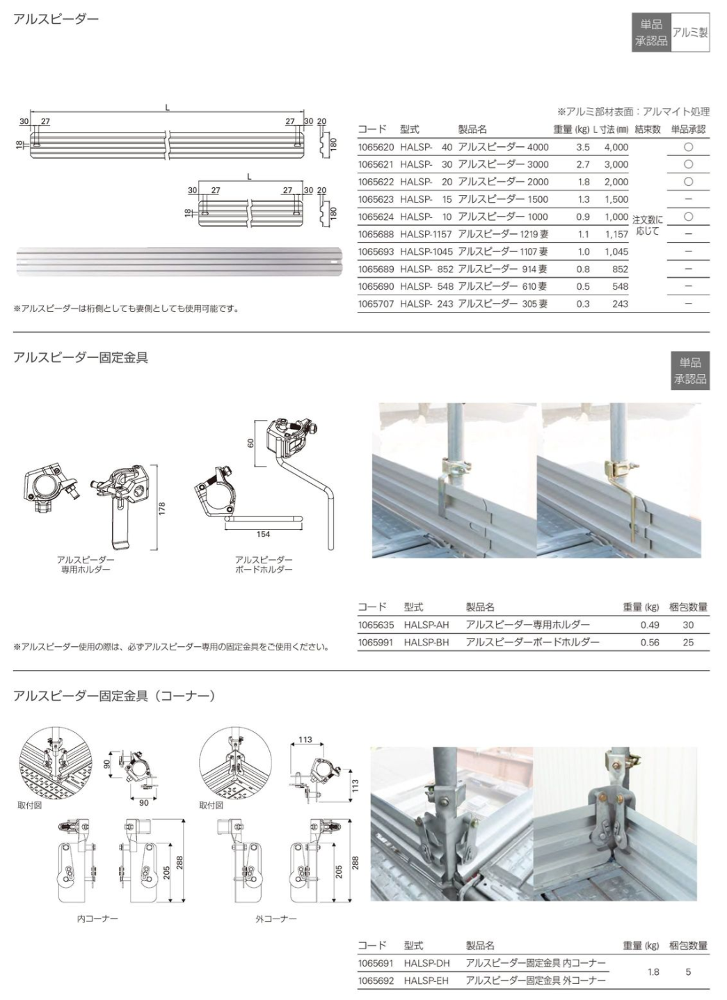 アルスピーダー
単品
承認品
アルミ製
※アルミ部材表面：アルマイト処理
L
30 27 27 30 20
18
180
L
30 27 27 30 20
18
180
※アルスピーダーは桁側としても妻側としても使用可能です。
コード 型式 製品名 重量 (kg) L 寸法 (㎜) 結束数 単品承認
1065620 HALSP- 40 アルスピーダー 4000 3.5 4,000 ○
1065621 HALSP- 30 アルスピーダー 3000 2.7 3,000 ○
1065622 HALSP- 20 アルスピーダー 2000 1.8 2,000 ○
1065623 HALSP- 15 アルスピーダー 1500 1.3 1,500 －
1065624 HALSP- 10 アルスピーダー 1000 0.9 1,000 ○
注文数に
応じて
1065688 HALSP-1157 アルスピーダー 1219 妻 1.1 1,157 －
1065693 HALSP-1045 アルスピーダー 1107 妻 1.0 1,045 －
1065689 HALSP- 852 アルスピーダー 914 妻 0.8 852 －
1065690 HALSP- 548 アルスピーダー 610 妻 0.5 548 －
1065707 HALSP- 243 アルスピーダー 305 妻 0.3 243 －
アルスピーダー固定金具
単品
承認品
60
178
154
アルスピーダー
専用ホルダー
アルスピーダー
ボードホルダー
※アルスピーダー使用の際は、必ずアルスピーダー専用の固定金具をご使用ください。
コード 型式 製品名 重量 (kg) 梱包数量
1065635 HALSP-AH アルスピーダー専用ホルダー 0.49 30
1065991 HALSP-BH アルスピーダーボードホルダー 0.56 25
アルスピーダー固定金具（コーナー）
90
90
取付図
113
113
取付図
205
288
205
288
内コーナー
外コーナー
コード 型式 製品名 重量 (kg) 梱包数量
1065691 HALSP-DH アルスピーダー固定金具 内コーナー
1.8 5
1065692 HALSP-EH アルスピーダー固定金具 外コーナー